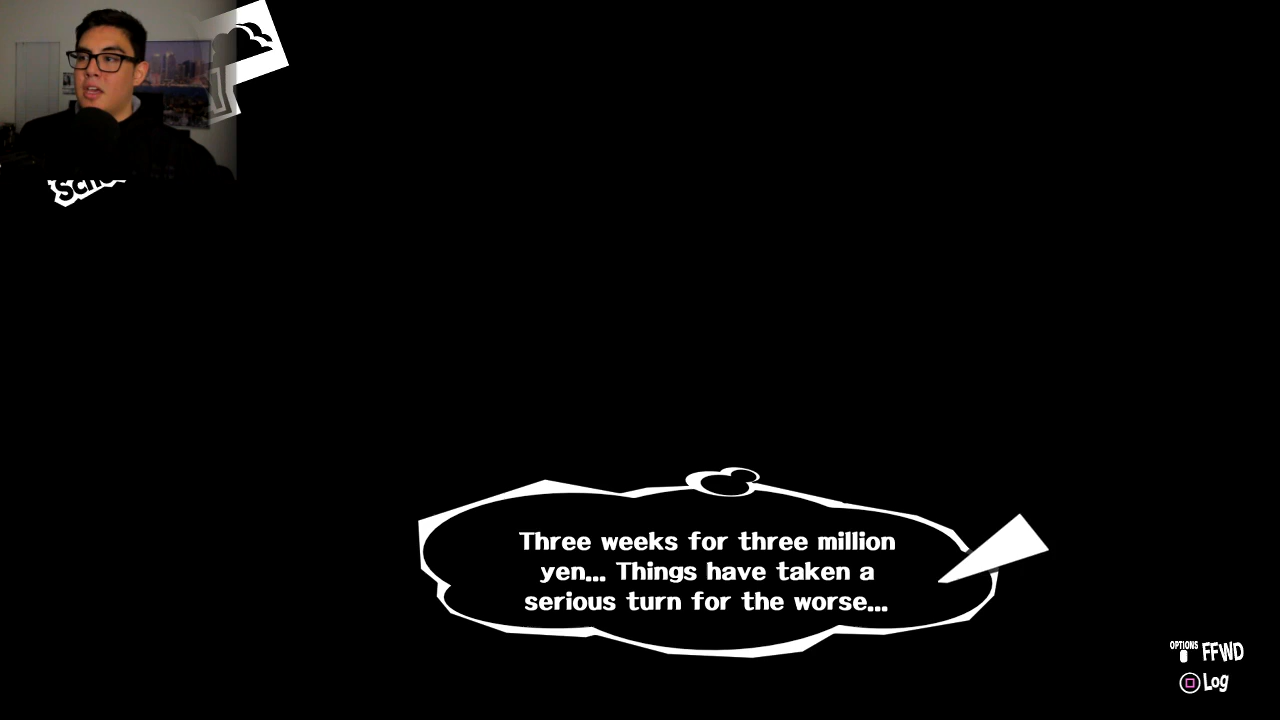 Three weeks for three million
yen... Things have taken a
serious turn for the worse...
OPTIONS FFWD
Log